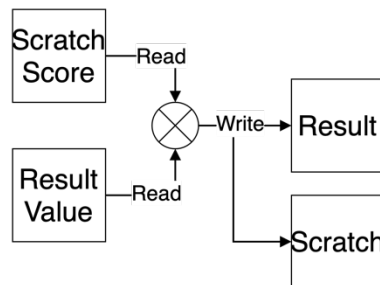 Scratch
Score
Read
Write
Result
Result
Value
Read
Scratch